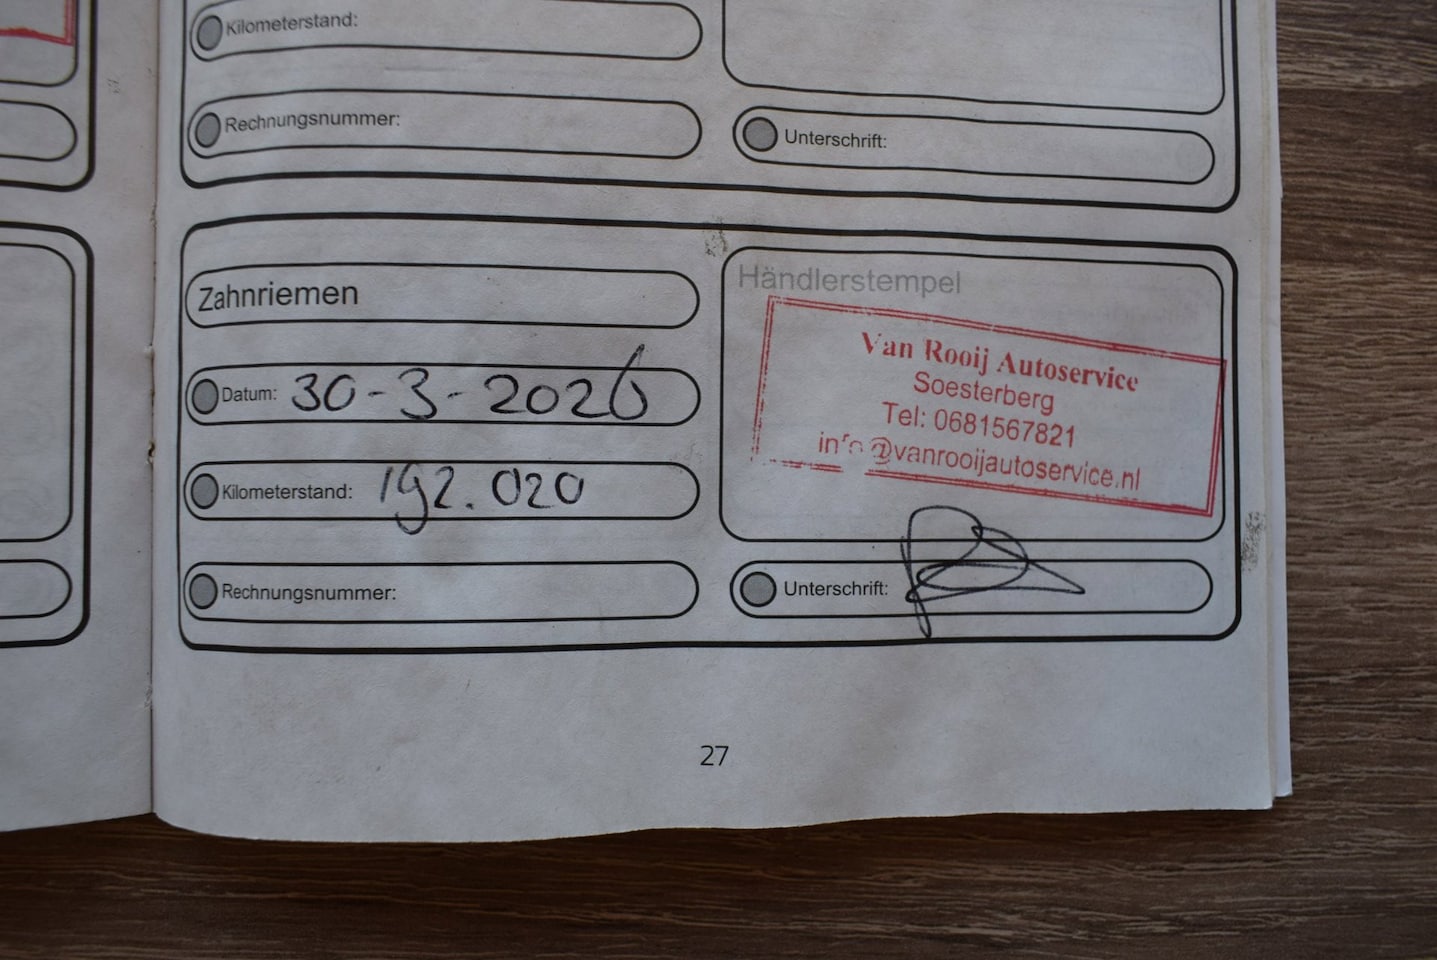 Kilometerstand:
Rechnungsnummer:
Unterschrift:
Zahnriemen
Datum: 30-3-2026
Kilometerstand: 192.020
Rechnungsnummer:
Händlerstempel
Van Rooij Autoservice
Soesterberg
Tel: 0681567821
info@vanrooijautoservice.nl
Unterschrift:
27